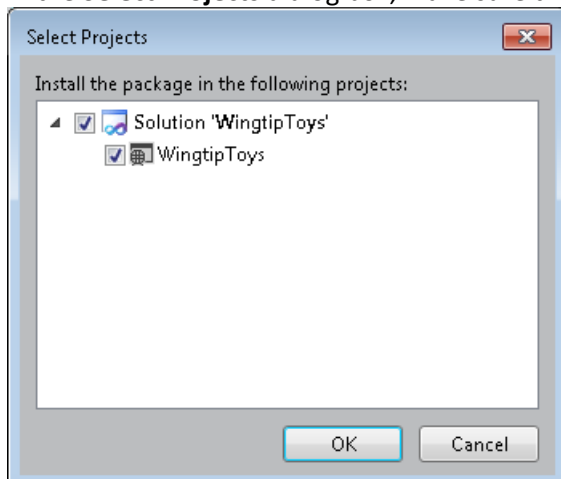 Select Projects
Install the package in the following projects:
Solution 'WingtipToys'
WingtipToys
OK Cancel